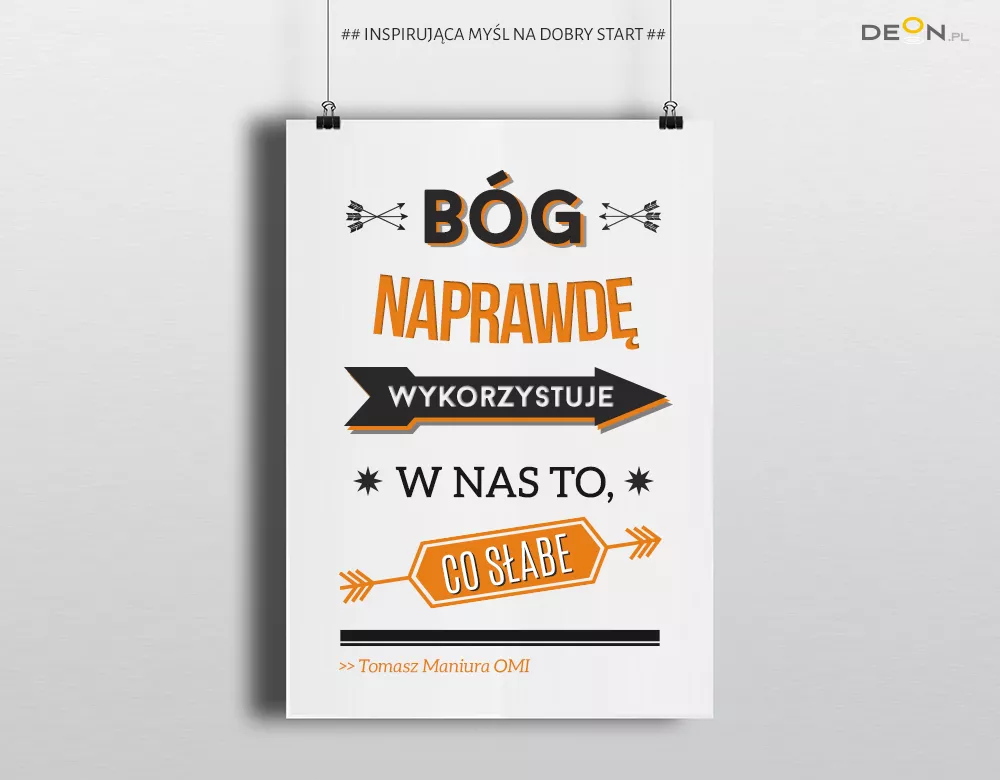 ## INSPIRUJĄCA MYŚL NA DOBRY START ##
DEON.PL
BÓG
NAPRAWDĘ
WYKORZYSTUJE
W NAS TO,
CO SŁABE
>> Tomasz Maniura OMI